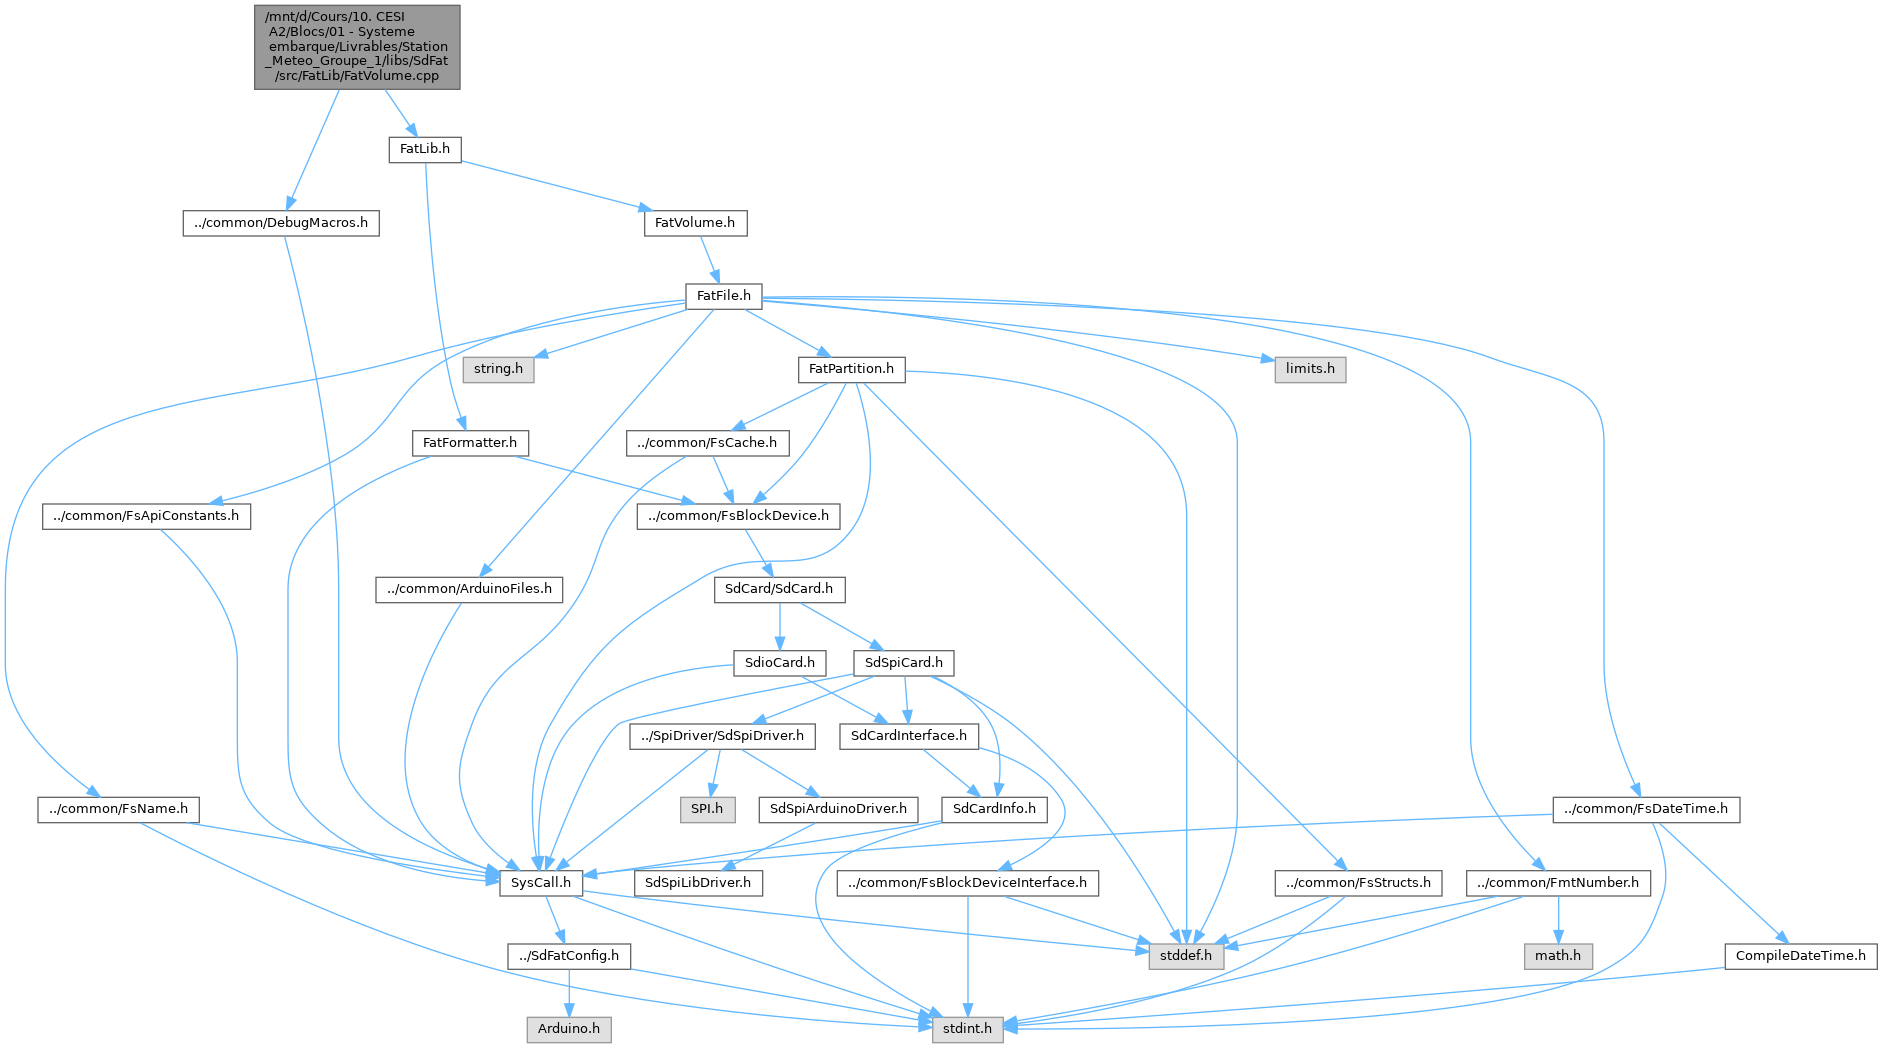 /mnt/d/Cours/10. CESI
A2/Blocs/01 - Systeme
embarque/Livrables/Station
_Meteo_Groupe_1/libs/SdFat
/src/FatLib/FatVolume.cpp
FatLib.h
../common/DebugMacros.h
FatVolume.h
FatFile.h
string.h
FatPartition.h
limits.h
FatFormatter.h
../common/FsCache.h
../common/FsApiConstants.h
../common/FsBlockDevice.h
../common/ArduinoFiles.h
SdCard/SdCard.h
SdioCard.h
SdSpiCard.h
../SpiDriver/SdSpiDriver.h
SdCardInterface.h
../common/FsName.h
SPI.h
SdSpiArduinoDriver.h
SdCardInfo.h
../common/FsDateTime.h
SysCall.h
SdSpiLibDriver.h
../common/FsBlockDeviceInterface.h
../common/FsStructs.h
../common/FmtNumber.h
../SdFatConfig.h
stddef.h
math.h
CompileDateTime.h
Arduino.h
stdint.h